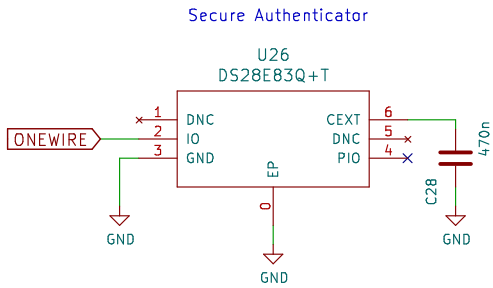 Secure Authenticator
U26
DS28E83Q+T
1 DNC CEXT 6
ONEWIRE 2 IO DNC 5
3 GND PIO 4
EP
0
470n
C28
GND GND
GND